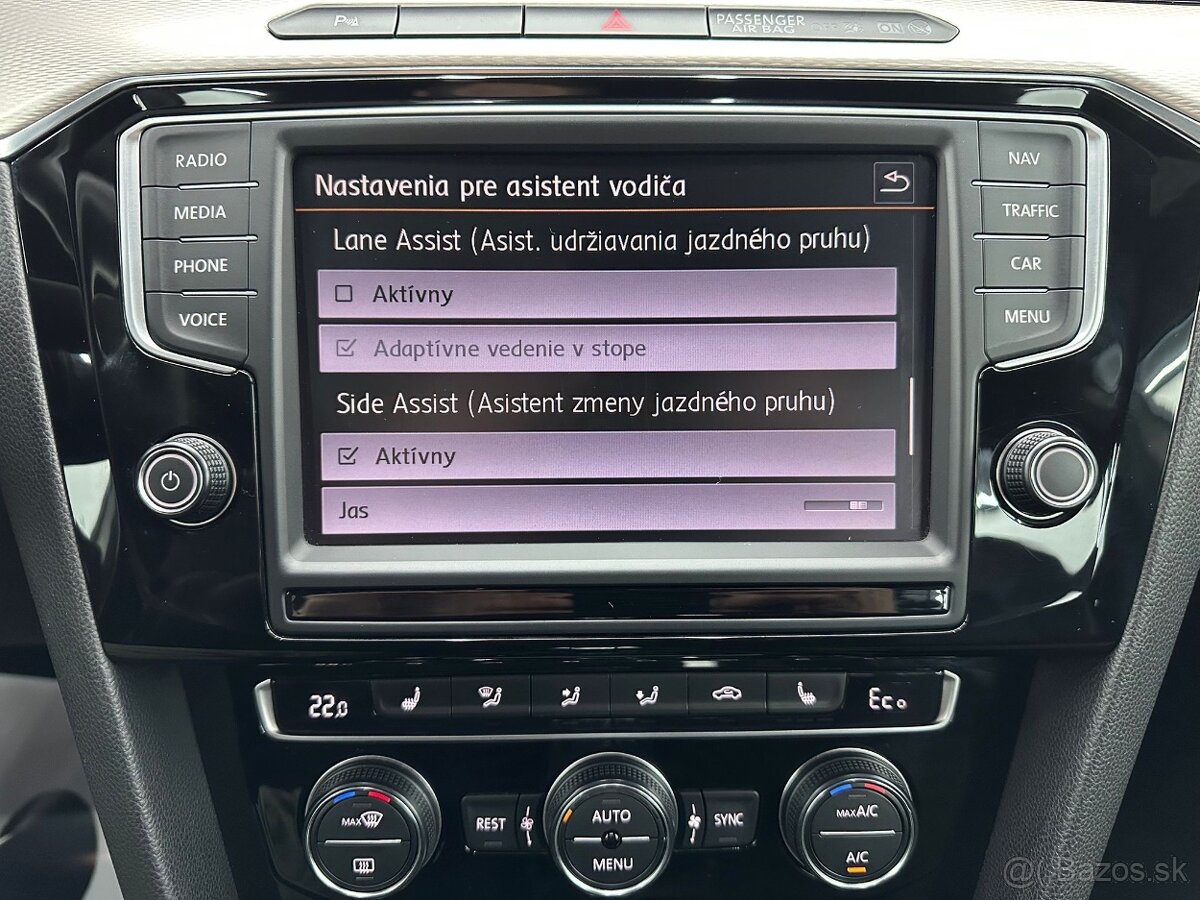 PASSENGER
AIR BAG
OFF
ON
RADIO
MEDIA
PHONE
VOICE
Nastavenia pre asistent vodiča
Lane Assist (Asist. udržiavania jazdného pruhu)
Aktívny
Adaptívne vedenie v stope
Side Assist (Asistent zmeny jazdného pruhu)
Aktívny
Jas
NAV
TRAFFIC
CAR
MENU
22.0
Eco
MAX
REST
AUTO
MENU
SYNC
MAX A/C
A/C
Bazos.sk